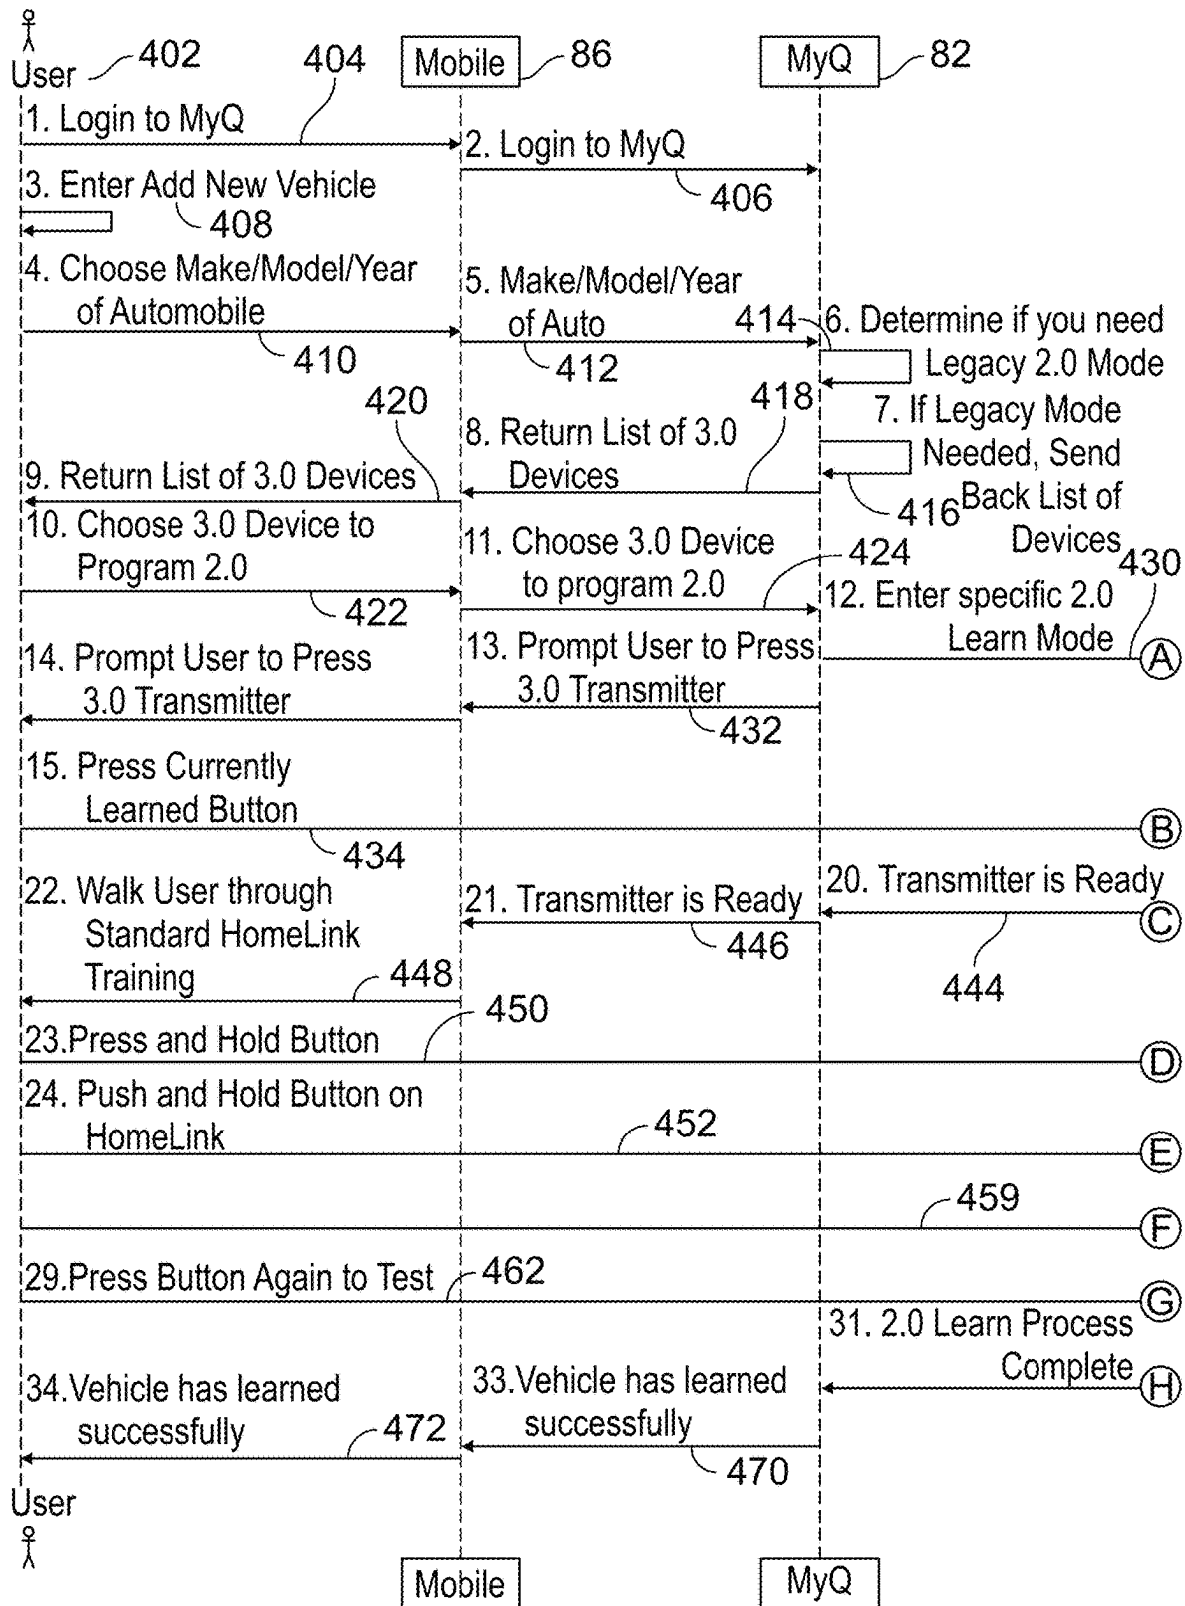 User
402
404
Mobile
86
MyQ
82
1. Login to MyQ
2. Login to MyQ
406
3. Enter Add New Vehicle
408
4. Choose Make/Model/Year
of Automobile
410
5. Make/Model/Year
of Auto
412
414
6. Determine if you need
Legacy 2.0 Mode
420
418
7. If Legacy Mode
Needed, Send
Back List of
Devices
416
8. Return List of 3.0
Devices
9. Return List of 3.0 Devices
10. Choose 3.0 Device to
Program 2.0
422
11. Choose 3.0 Device
to program 2.0
424
430
12. Enter specific 2.0
Learn Mode
A
14. Prompt User to Press
3.0 Transmitter
13. Prompt User to Press
3.0 Transmitter
432
15. Press Currently
Learned Button
434
B
22. Walk User through
Standard HomeLink
Training
448
21. Transmitter is Ready
446
20. Transmitter is Ready
C
444
450
23.Press and Hold Button
D
24. Push and Hold Button on
HomeLink
452
E
459
F
29.Press Button Again to Test
462
G
31. 2.0 Learn Process
Complete
H
34.Vehicle has learned
successfully
472
33.Vehicle has learned
successfully
470
User
Mobile
MyQ